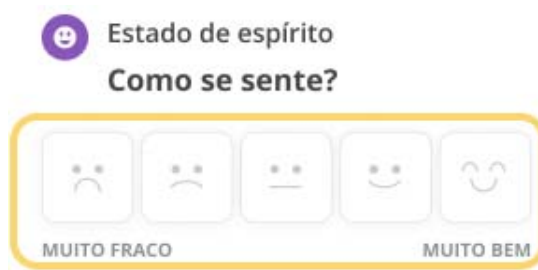 Estado de espírito
Como se sente?
MUITO FRACO MUITO BEM